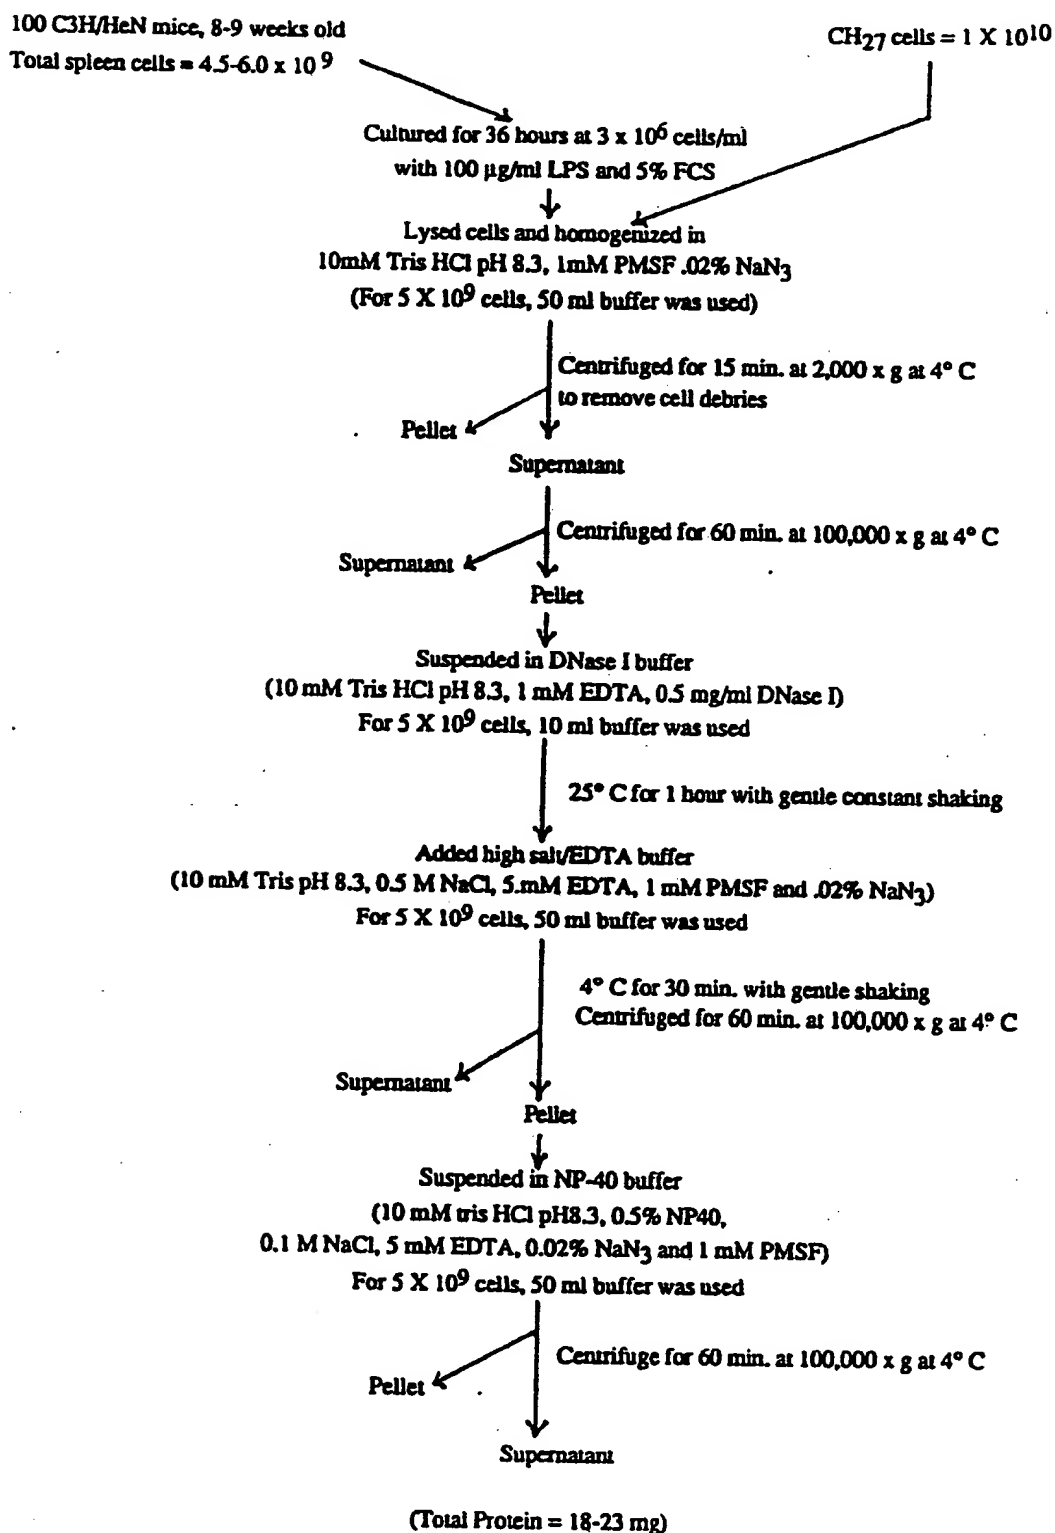 100 C3H/HeN mice, 8-9 weeks old
Total spleen cells = 4.5-6.0 x 10⁹
CH₂₇ cells = 1 X 10¹⁰
Cultured for 36 hours at 3 x 10⁶ cells/ml
with 100 µg/ml LPS and 5% FCS
Lysed cells and homogenized in
10mM Tris HCl pH 8.3, 1mM PMSF .02% NaN₃
(For 5 X 10⁹ cells, 50 ml buffer was used)
Centrifuged for 15 min. at 2,000 x g at 4° C
to remove cell debries
Pellet
Supernatant
Centrifuged for 60 min. at 100,000 x g at 4° C
Supernatant
Pellet
Suspended in DNase I buffer
(10 mM Tris HCl pH 8.3, 1 mM EDTA, 0.5 mg/ml DNase I)
For 5 X 10⁹ cells, 10 ml buffer was used
25° C for 1 hour with gentle constant shaking
Added high salt/EDTA buffer
(10 mM Tris pH 8.3, 0.5 M NaCl, 5.mM EDTA, 1 mM PMSF and .02% NaN₃)
For 5 X 10⁹ cells, 50 ml buffer was used
4° C for 30 min. with gentle shaking
Centrifuged for 60 min. at 100,000 x g at 4° C
Supernatant
Pellet
Suspended in NP-40 buffer
(10 mM tris HCl pH8.3, 0.5% NP40,
0.1 M NaCl, 5 mM EDTA, 0.02% NaN₃ and 1 mM PMSF)
For 5 X 10⁹ cells, 50 ml buffer was used
Centrifuge for 60 min. at 100,000 x g at 4° C
Pellet
Supernatant
(Total Protein = 18-23 mg)